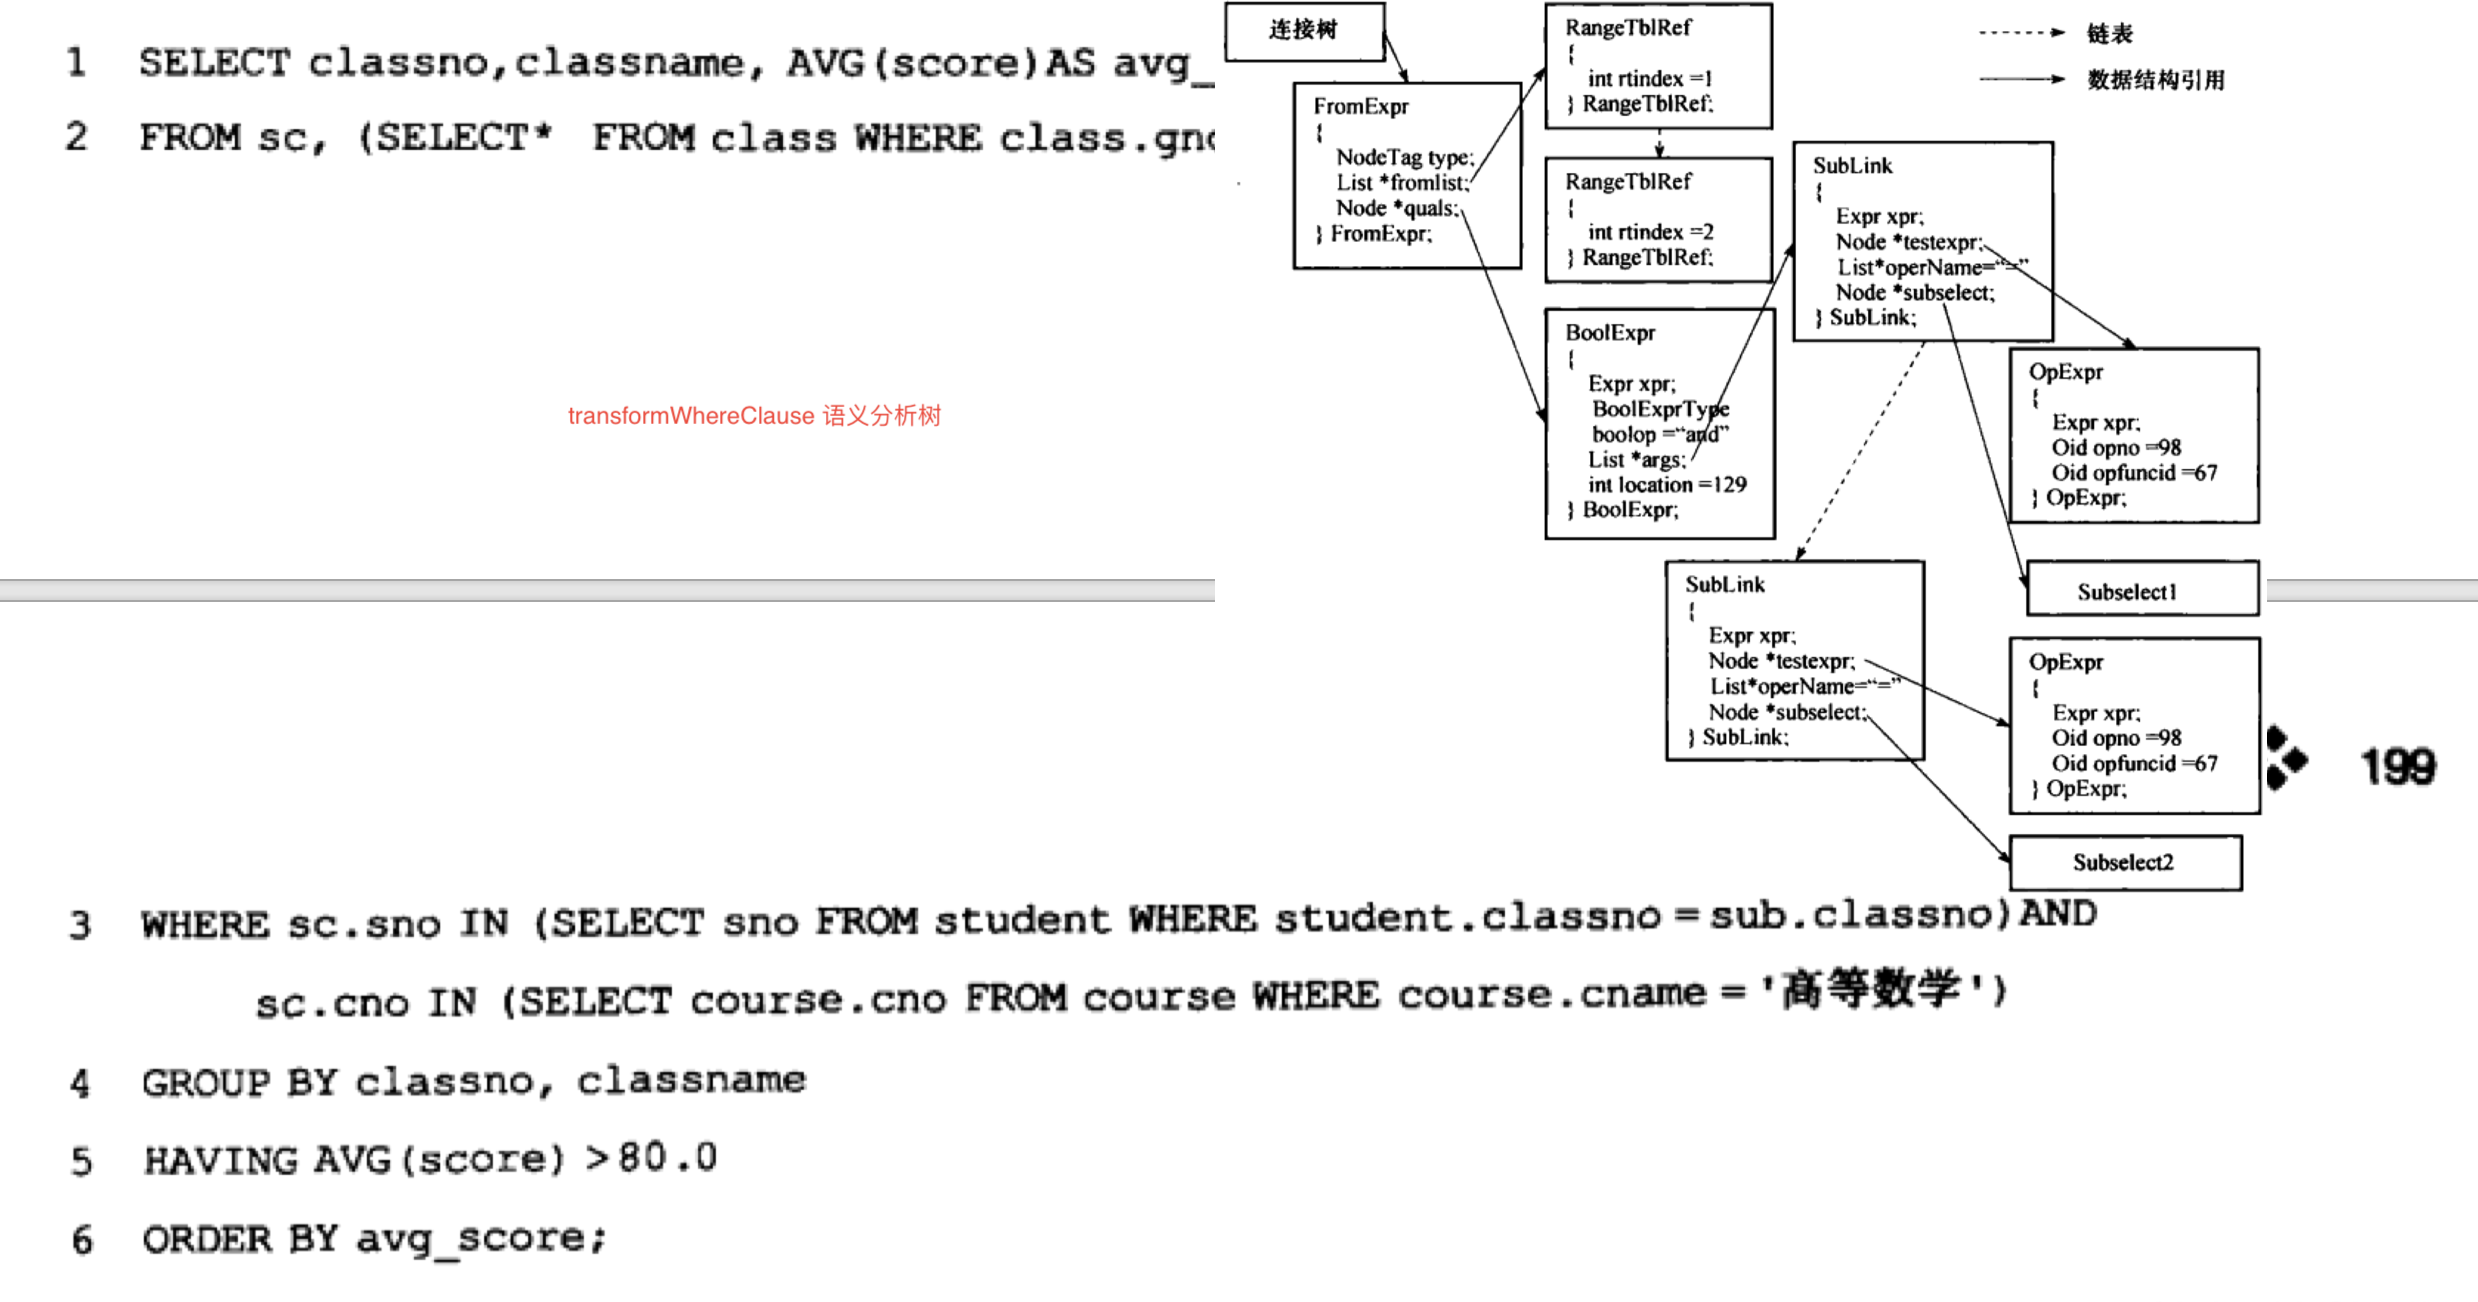 1 SELECT classno,classname, AVG(score)AS avg_
2 FROM sc, (SELECT* FROM class WHERE class.gno
transformWhereClause 语义分析树
连接树
FromExpr
{
NodeTag type;
List *fromlist;
Node *quals;
} FromExpr;
RangeTblRef
{
int rtindex =1
} RangeTblRef;
RangeTblRef
{
int rtindex =2
} RangeTblRef;
链表
数据结构引用
BoolExpr
{
Expr xpr;
BoolExprType
boolop ="and"
List *args;
int location =129
} BoolExpr;
SubLink
{
Expr xpr;
Node *testexpr;
List*operName="="
Node *subselect;
} SubLink;
OpExpr
{
Expr xpr;
Oid opno =98
Oid opfuncid =67
} OpExpr;
Subselect1
SubLink
{
Expr xpr;
Node *testexpr;
List*operName="="
Node *subselect;
} SubLink;
OpExpr
{
Expr xpr;
Oid opno =98
Oid opfuncid =67
} OpExpr;
Subselect2
199
3 WHERE sc.sno IN (SELECT sno FROM student WHERE student.classno=sub.classno)AND
sc.cno IN (SELECT course.cno FROM course WHERE course.cname='高等数学')
4 GROUP BY classno, classname
5 HAVING AVG(score)>80.0
6 ORDER BY avg_score;